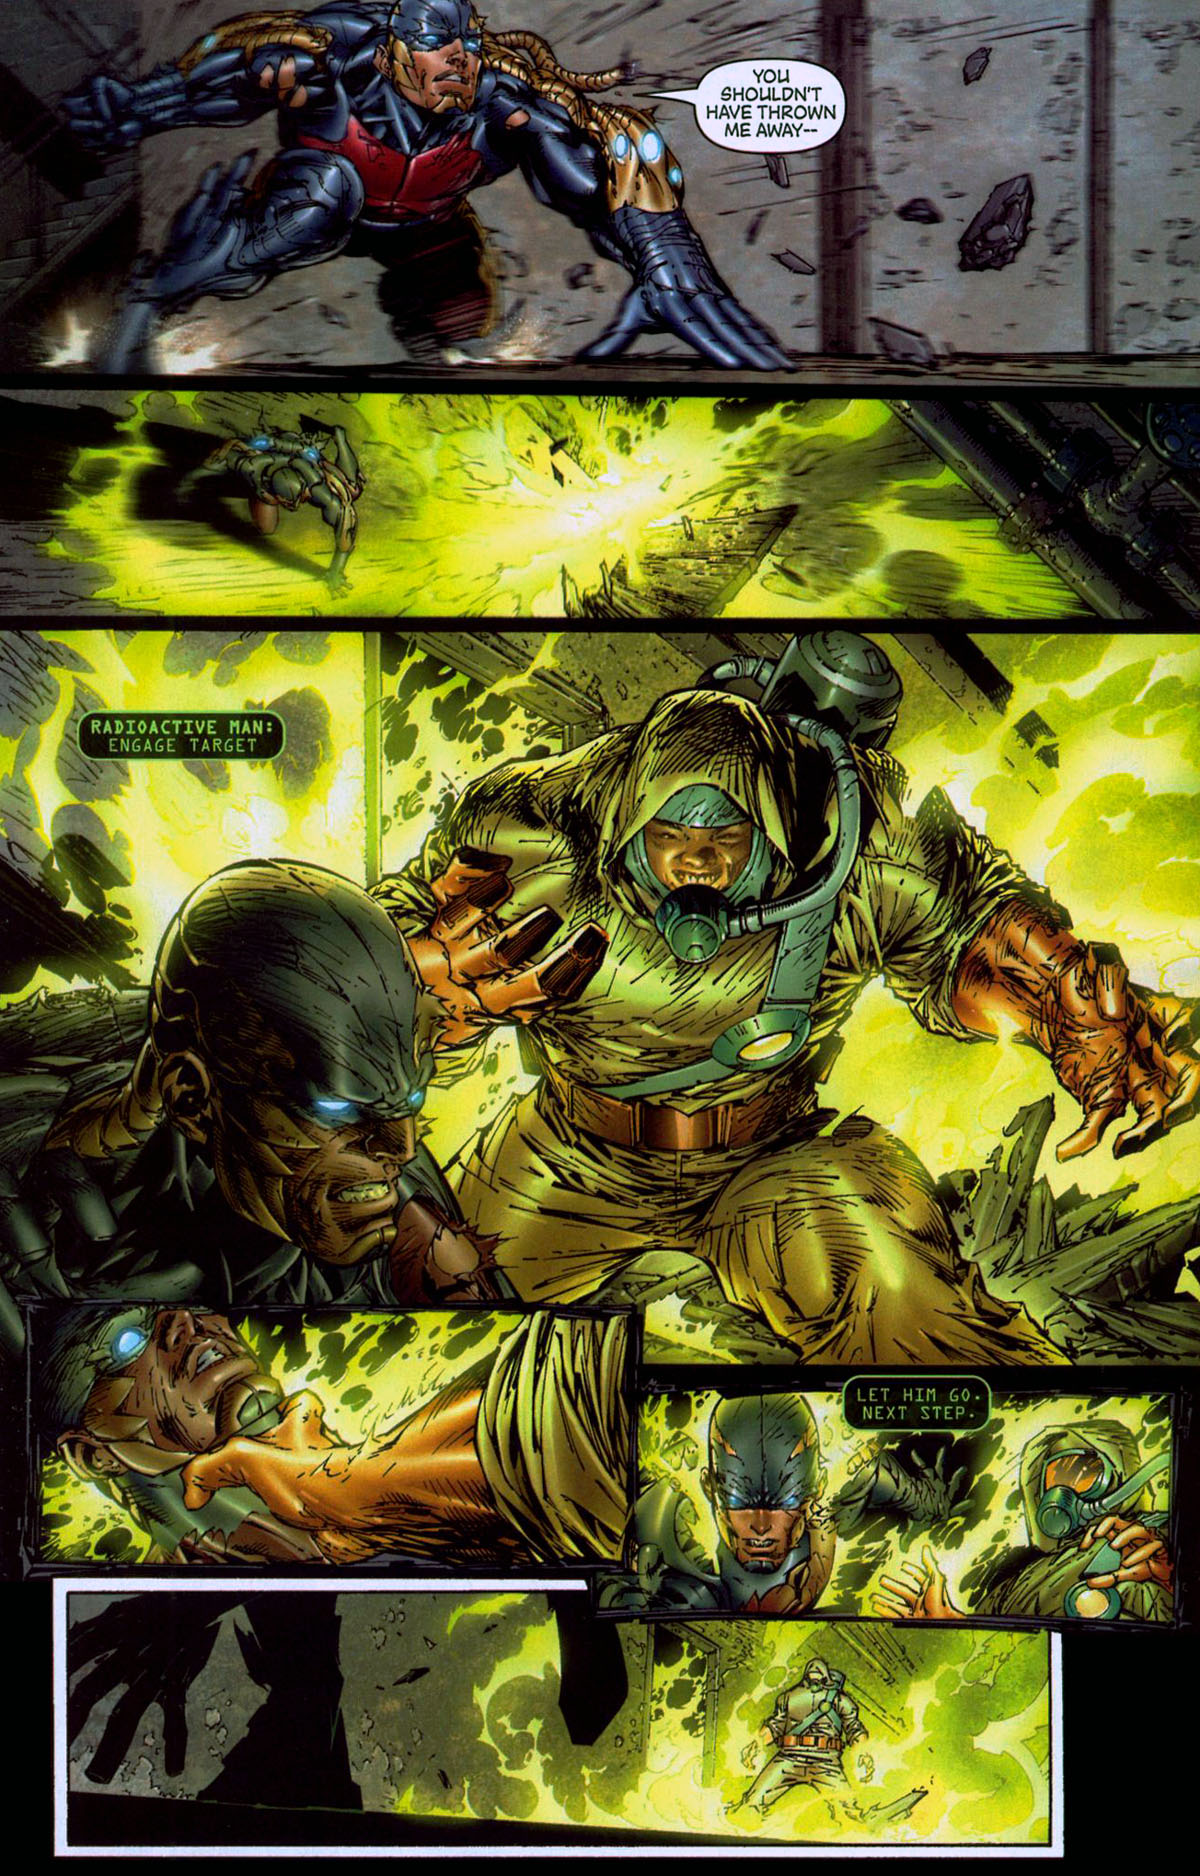 YOU
SHOULDN'T
HAVE THROWN
ME AWAY--
RADIOACTIVE MAN:
ENGAGE TARGET
LET HIM GO.
NEXT STEP.